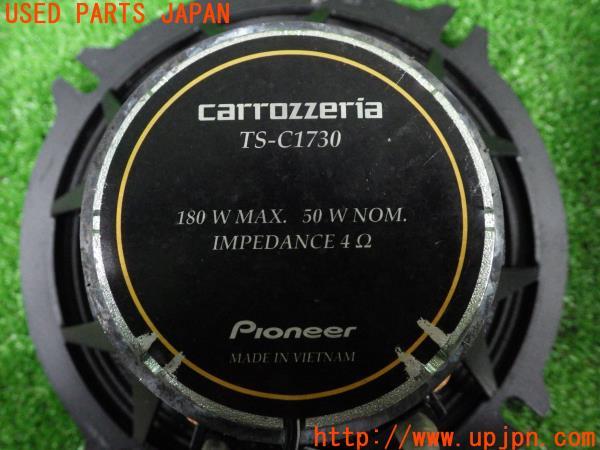 USED PARTS JAPAN
carrozzeria
TS-C1730
180 W MAX. 50 W NOM.
IMPEDANCE 4 Ω
Pioneer
MADE IN VIETNAM
www.upjpn.com